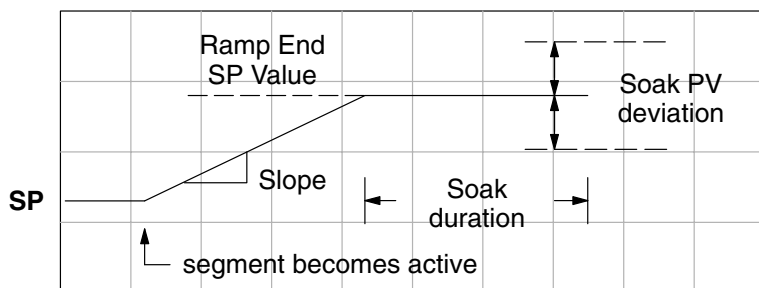 Ramp End
SP Value
Soak PV
deviation
Slope
SP
Soak
duration
segment becomes active